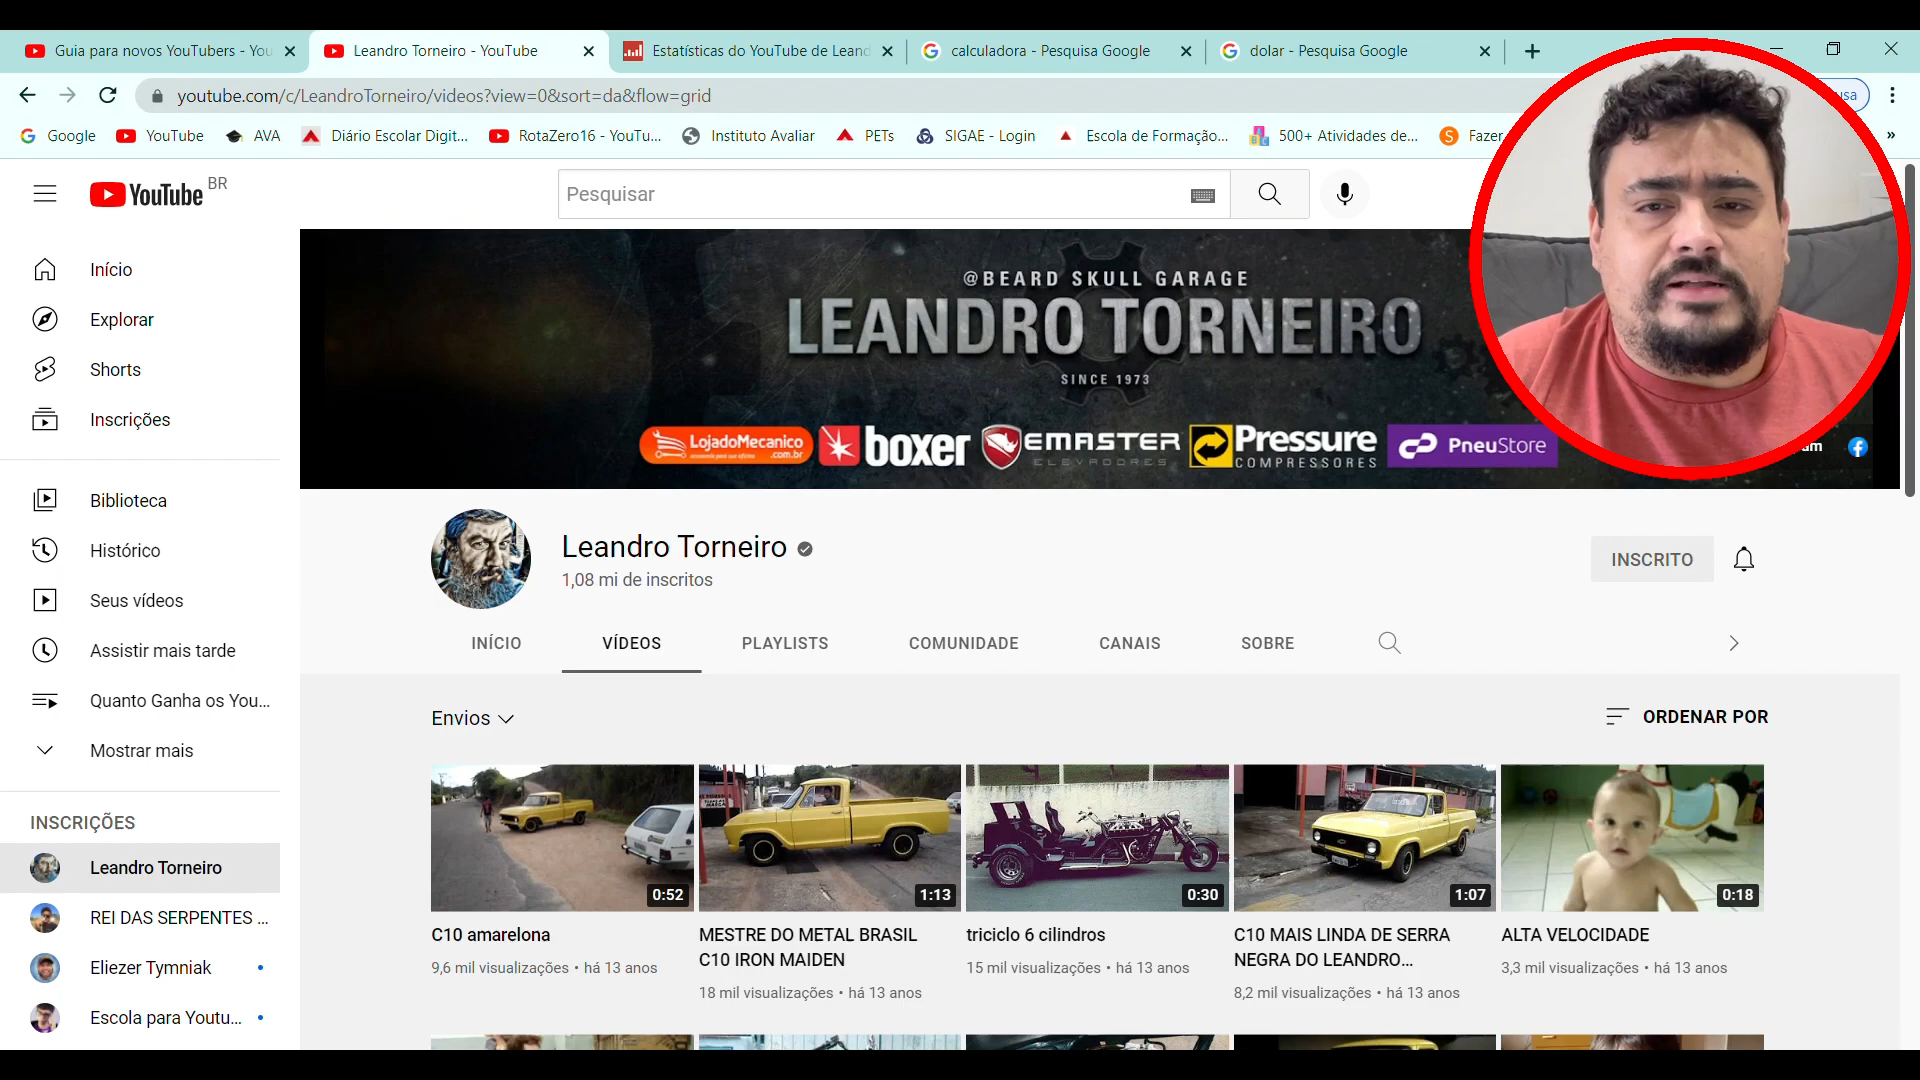 Guia para novos YouTubers - You
Leandro Torneiro - YouTube
Estatísticas do YouTube de Leand
calculadora - Pesquisa Google
dolar - Pesquisa Google
youtube.com/c/LeandroTorneiro/videos?view=0&sort=da&flow=grid
usa
Google
YouTube
AVA
Diário Escolar Digit...
RotaZero16 - YouTu...
Instituto Avaliar
PETs
SIGAE - Login
Escola de Formação...
500+ Atividades de...
Fazer
YouTube BR
Pesquisar
Início
Explorar
Shorts
Inscrições
Biblioteca
Histórico
Seus vídeos
Assistir mais tarde
Quanto Ganha os You...
Mostrar mais
INSCRIÇÕES
Leandro Torneiro
REI DAS SERPENTES ...
Eliezer Tymniak
Escola para Youtu...
@BEARD SKULL GARAGE
LEANDRO TORNEIRO
SINCE 1973
LojadoMecanico
.com.br
boxer
EMASTER
ELEVADORES
Pressure
COMPRESSORES
PneuStore
am
Leandro Torneiro
1,08 mi de inscritos
INSCRITO
INÍCIO
VÍDEOS
PLAYLISTS
COMUNIDADE
CANAIS
SOBRE
Envios
ORDENAR POR
0:52
1:13
0:30
1:07
0:18
C10 amarelona
9,6 mil visualizações • há 13 anos
MESTRE DO METAL BRASIL
C10 IRON MAIDEN
18 mil visualizações • há 13 anos
triciclo 6 cilindros
15 mil visualizações • há 13 anos
C10 MAIS LINDA DE SERRA
NEGRA DO LEANDRO...
8,2 mil visualizações • há 13 anos
ALTA VELOCIDADE
3,3 mil visualizações • há 13 anos